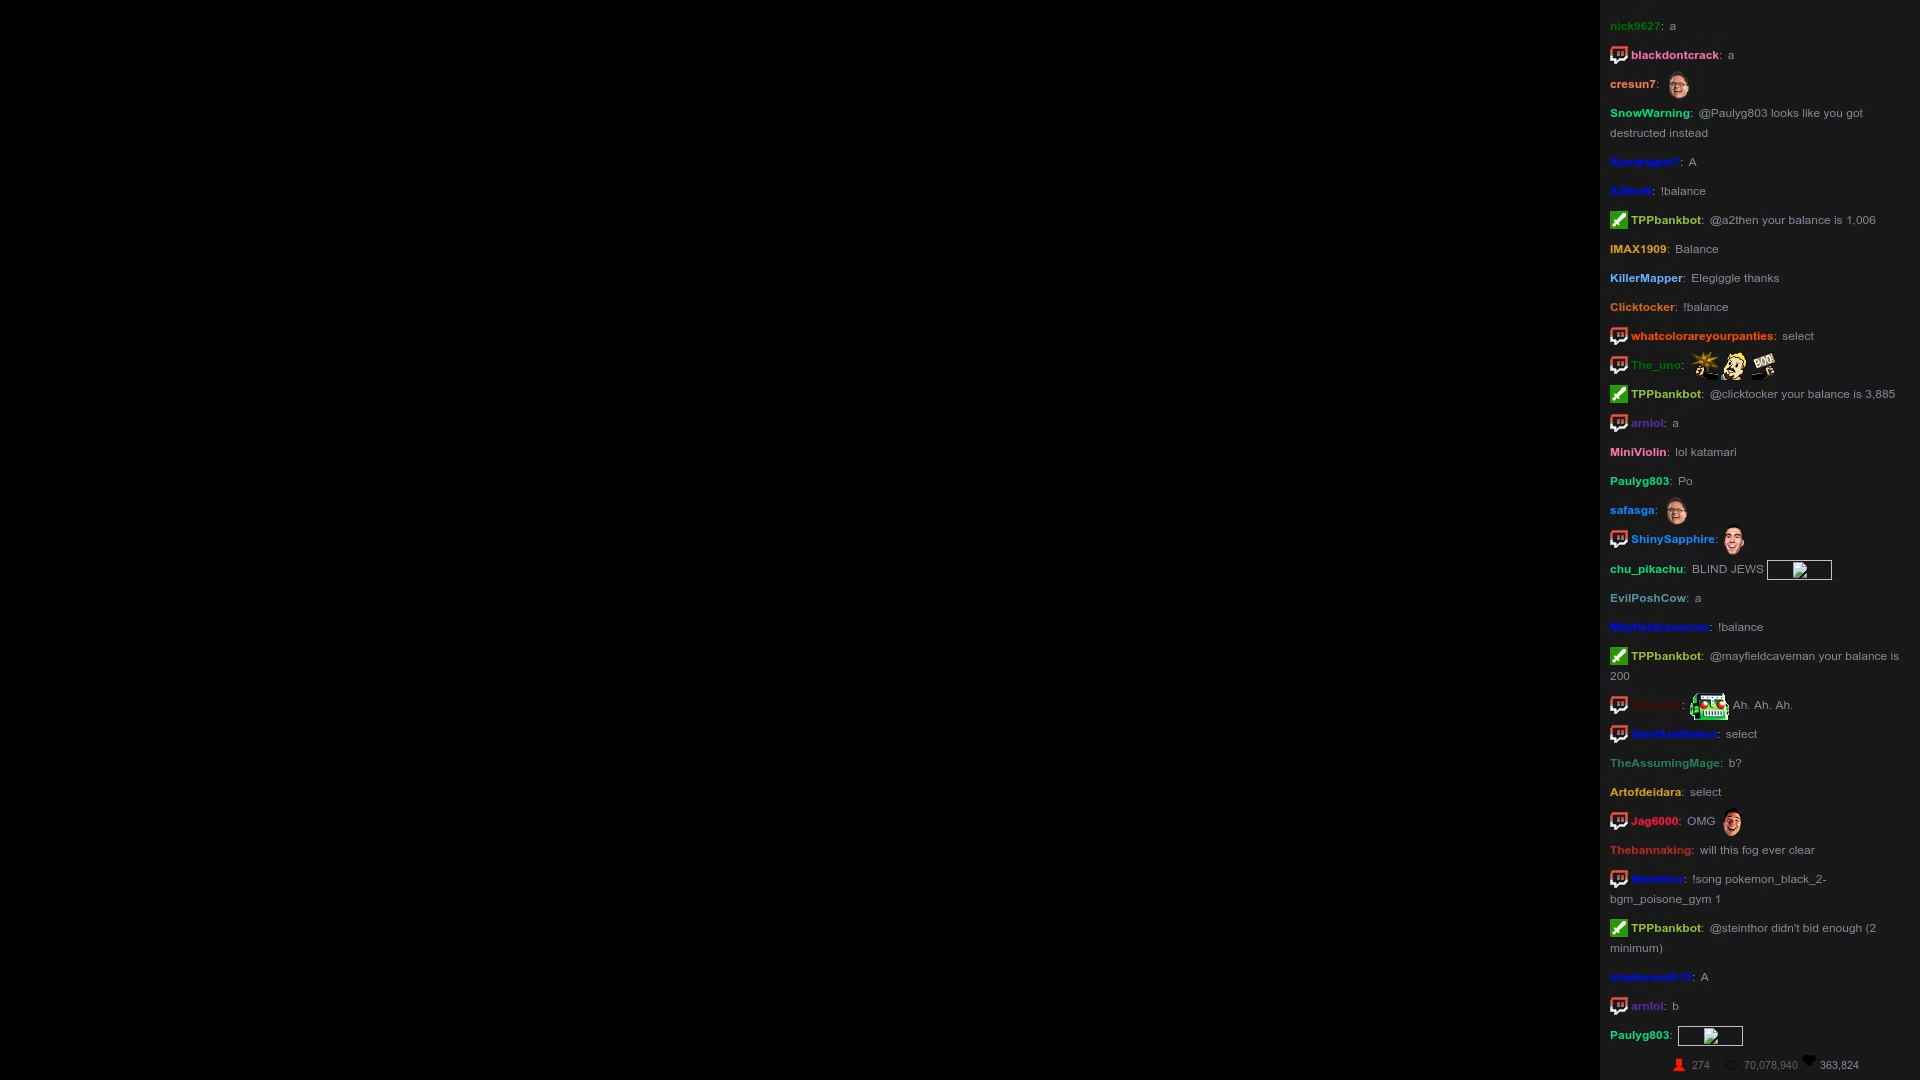 nick9627: a
blackdontcrack: a
cresun7:
SnowWarning: @Paulyg803 looks like you got
destructed instead
: A
: !balance
TPPbankbot: @a2then your balance is 1,006
IMAX1909: Balance
KillerMapper: Elegiggle thanks
Clicktocker: !balance
whatcolorareyourpanties: select
The_uno: BOO!
TPPbankbot: @clicktocker your balance is 3,885
arnlol: a
MiniViolin: lol katamari
Paulyg803: Po
safasga:
ShinySapphire:
chu_pikachu: BLIND JEWS
EvilPoshCow: a
Mayfieldcaveman: !balance
TPPbankbot: @mayfieldcaveman your balance is
200
: Ah. Ah. Ah.
StartAndSelect: select
TheAssumingMage: b?
Artofdeidara: select
Jag6000: OMG
Thebannaking: will this fog ever clear
Steinthor: !song pokemon_black_2-
bgm_poisone_gym 1
TPPbankbot: @steinthor didn't bid enough (2
minimum)
: A
arnlol: b
Paulyg803:
274 70,078,940 363,824